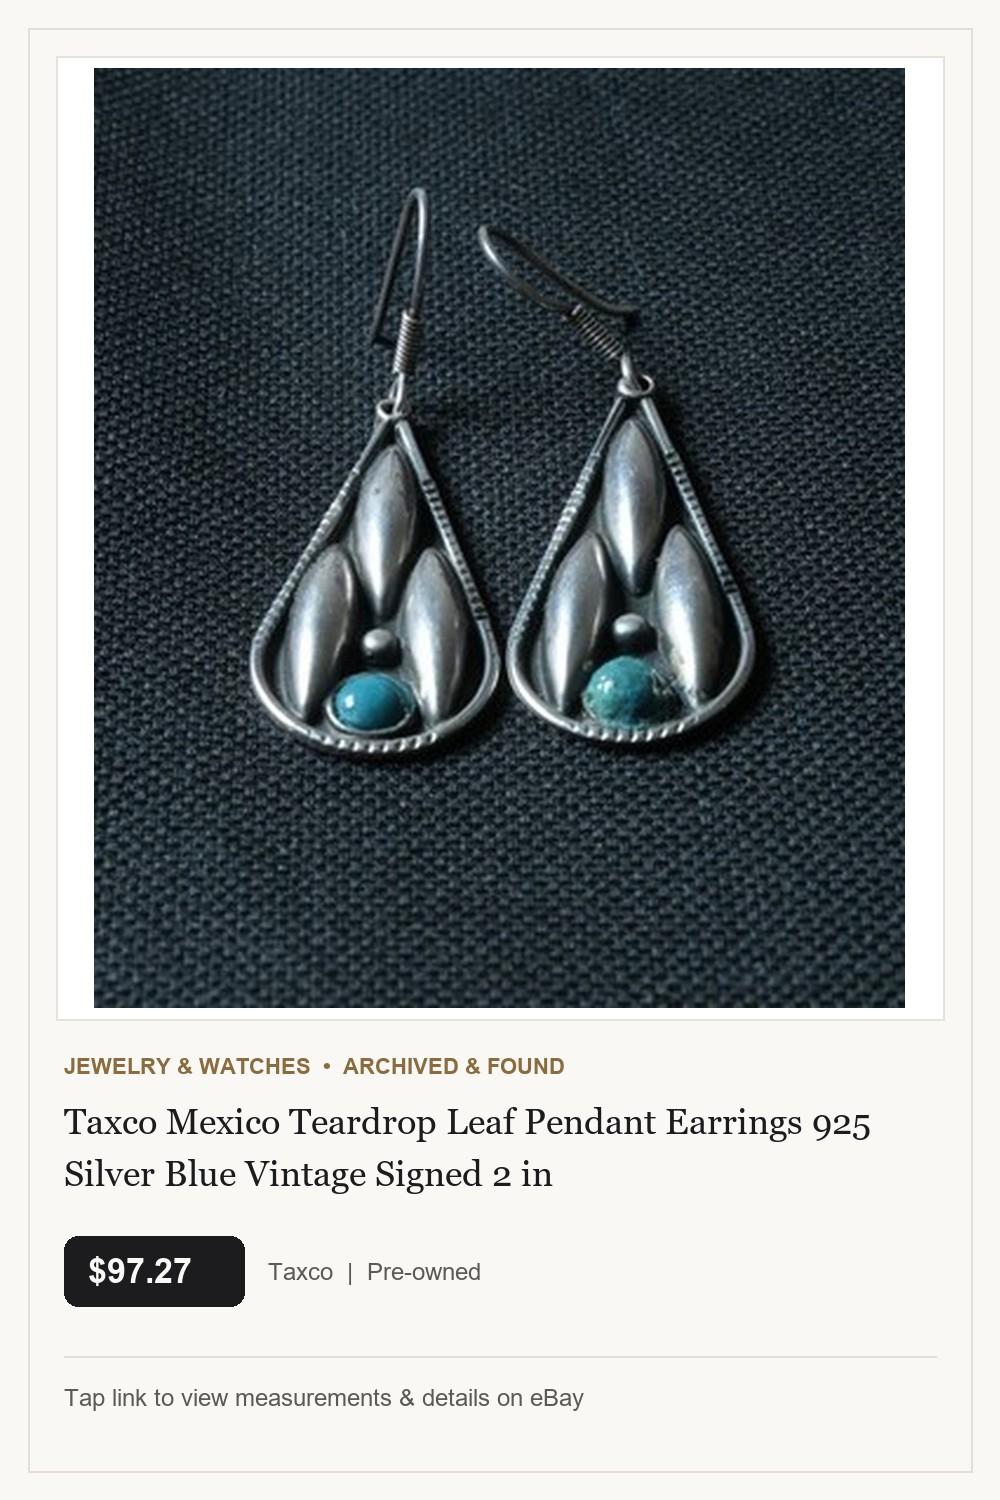 JEWELRY & WATCHES • ARCHIVED & FOUND
Taxco Mexico Teardrop Leaf Pendant Earrings 925
Silver Blue Vintage Signed 2 in
$97.27
Taxco | Pre-owned
Tap link to view measurements & details on eBay